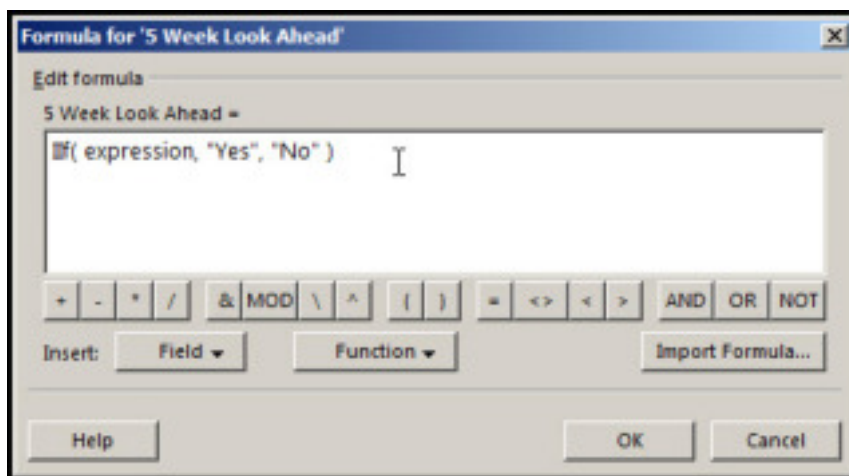 Formula for '5 Week Look Ahead'
Edit formula
5 Week Look Ahead =
IIf( expression, "Yes", "No" )
+ - * / & MOD \ ^ ( ) = <> < > AND OR NOT
Insert: Field Function Import Formula...
Help OK Cancel